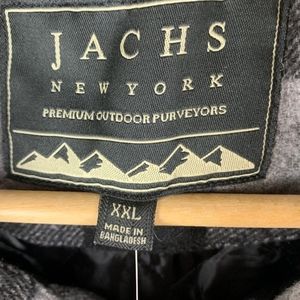 JACHS
NEW YORK
PREMIUM OUTDOOR PURVEYORS
XXL
MADE IN
BANGLADESH